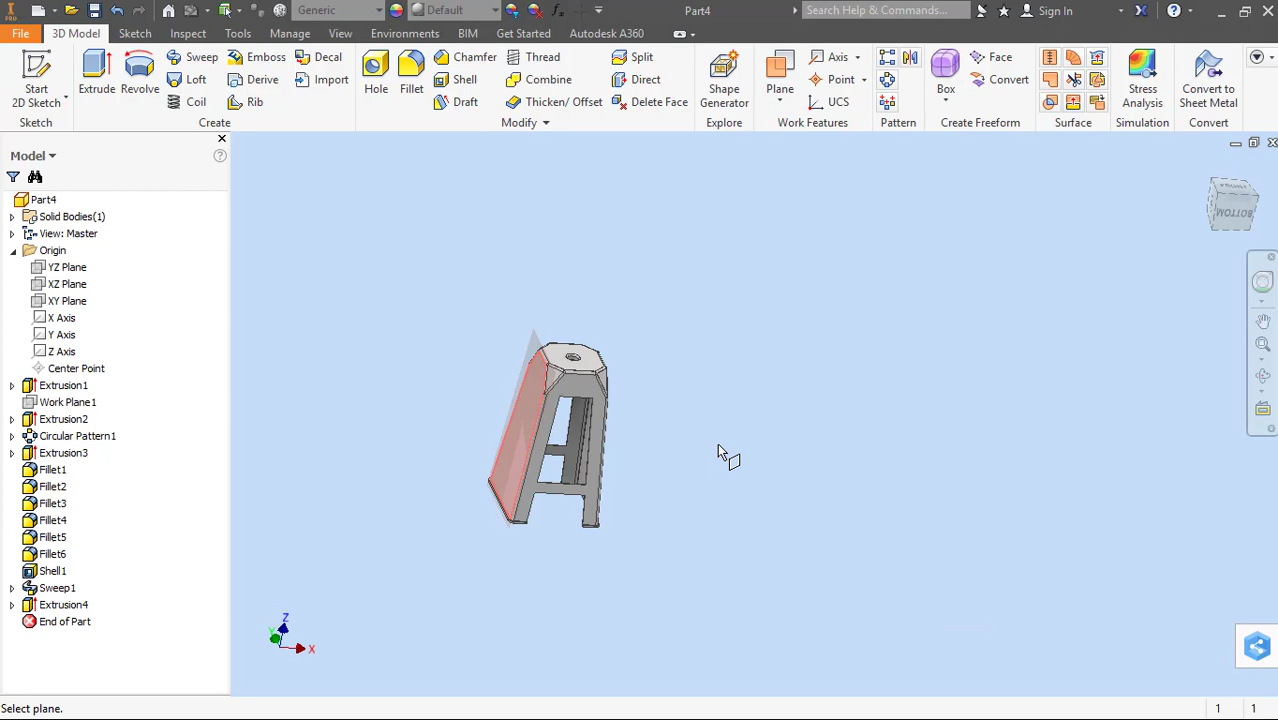 PRO
Generic
Default
Part4
Search Help & Commands...
Sign In
File
3D Model
Sketch
Inspect
Tools
Manage
View
Environments
BIM
Get Started
Autodesk A360
Start
2D Sketch
Extrude
Revolve
Sweep
Loft
Coil
Emboss
Derive
Rib
Decal
Import
Hole
Fillet
Chamfer
Shell
Draft
Thread
Combine
Thicken/ Offset
Split
Direct
Delete Face
Shape
Generator
Plane
Axis
Point
UCS
Box
Face
Convert
Stress
Analysis
Convert to
Sheet Metal
Sketch
Create
Modify
Explore
Work Features
Pattern
Create Freeform
Surface
Simulation
Convert
Model
Part4
Solid Bodies(1)
View: Master
Origin
YZ Plane
XZ Plane
XY Plane
X Axis
Y Axis
Z Axis
Center Point
Extrusion1
Work Plane1
Extrusion2
Circular Pattern1
Extrusion3
Fillet1
Fillet2
Fillet3
Fillet4
Fillet5
Fillet6
Shell1
Sweep1
Extrusion4
End of Part
BOTTOM
Z
Y
X
Select plane.
1
1